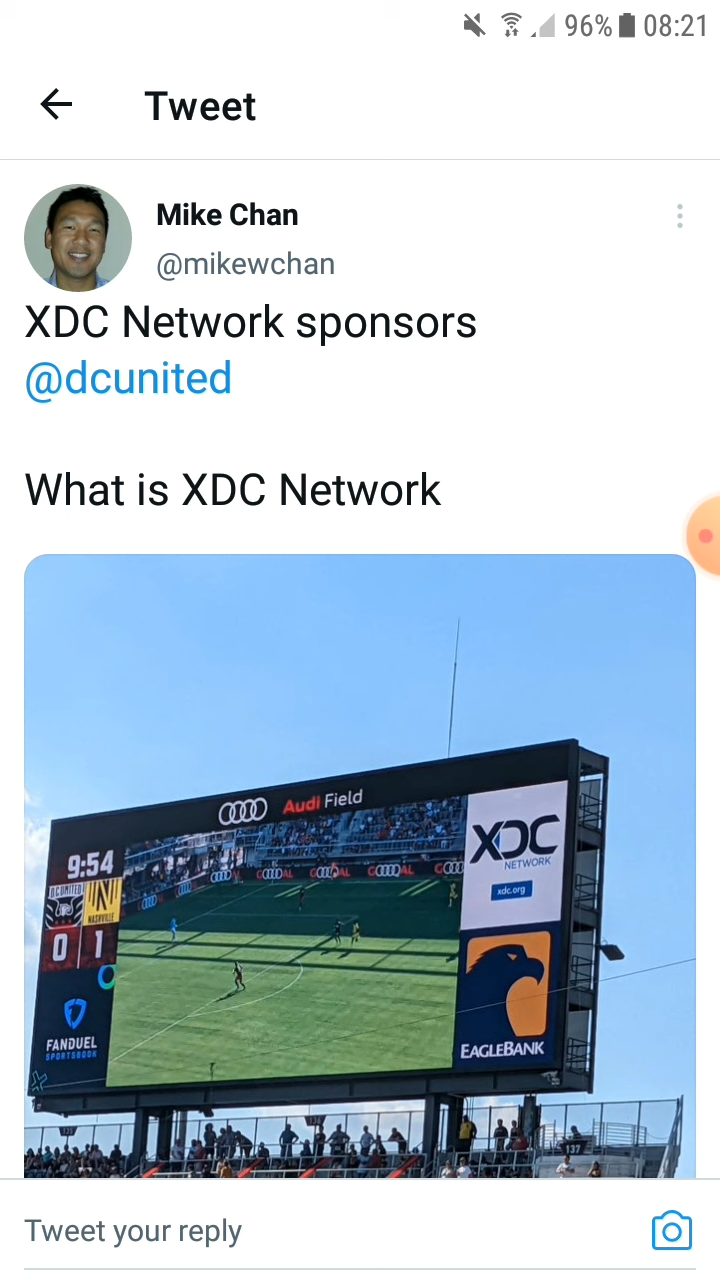 96% 08:21
Tweet
Mike Chan
@mikewchan
XDC Network sponsors
@dcunited
What is XDC Network
Audi Field
9:54
D.C. UNITED
NASHVILLE
0 1
FANDUEL
SPORTSBOOK
XDC
NETWORK
xdc.org
EAGLEBANK
137
Tweet your reply